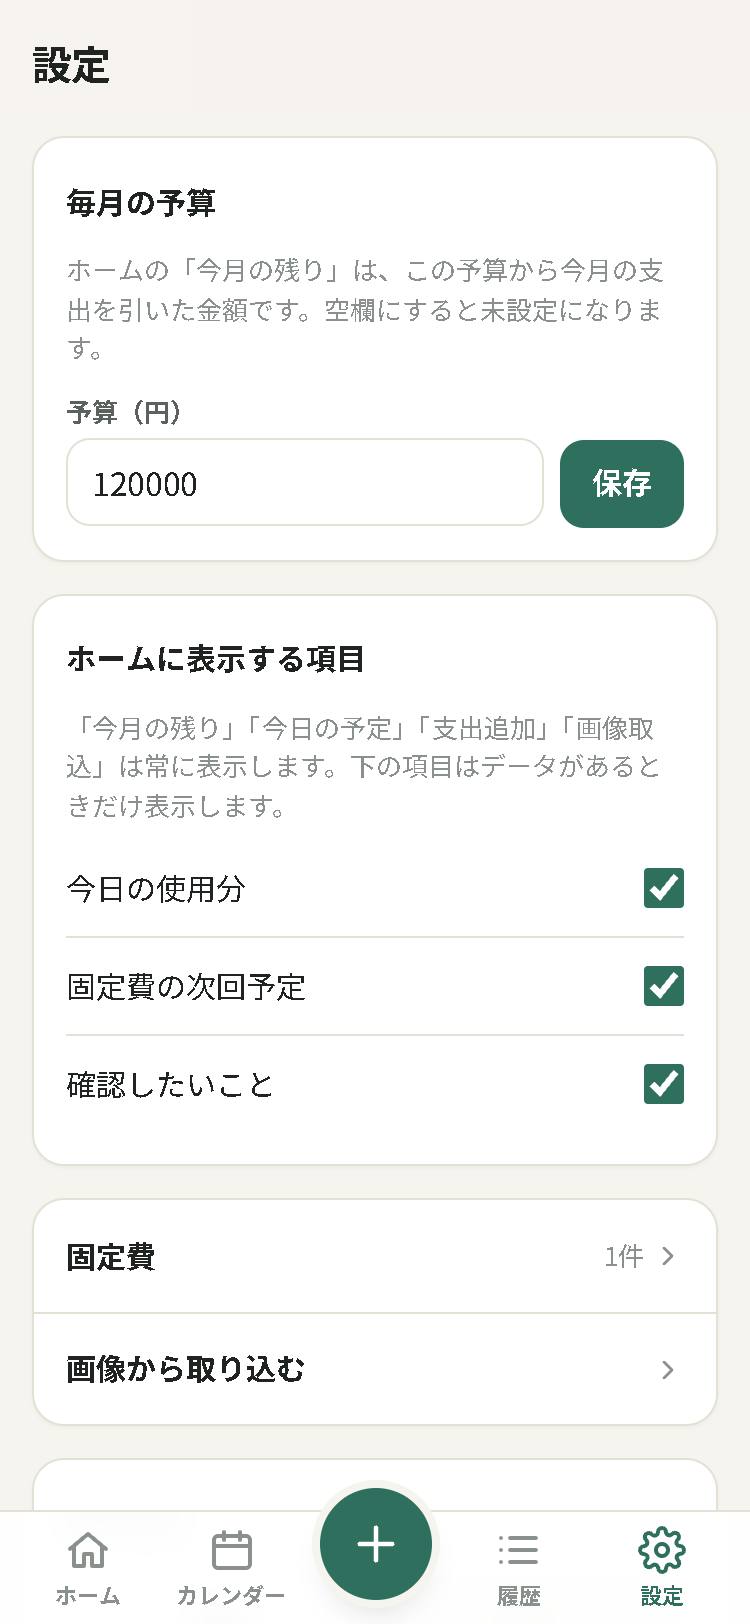 設定
毎月の予算
ホームの「今月の残り」は、この予算から今月の支
出を引いた金額です。空欄にすると未設定になりま
す。
予算（円）
120000
保存
ホームに表示する項目
「今月の残り」「今日の予定」「支出追加」「画像取
込」は常に表示します。下の項目はデータがあると
きだけ表示します。
今日の使用分
固定費の次回予定
確認したいこと
固定費
1件
画像から取り込む
ホーム
カレンダー
履歴
設定